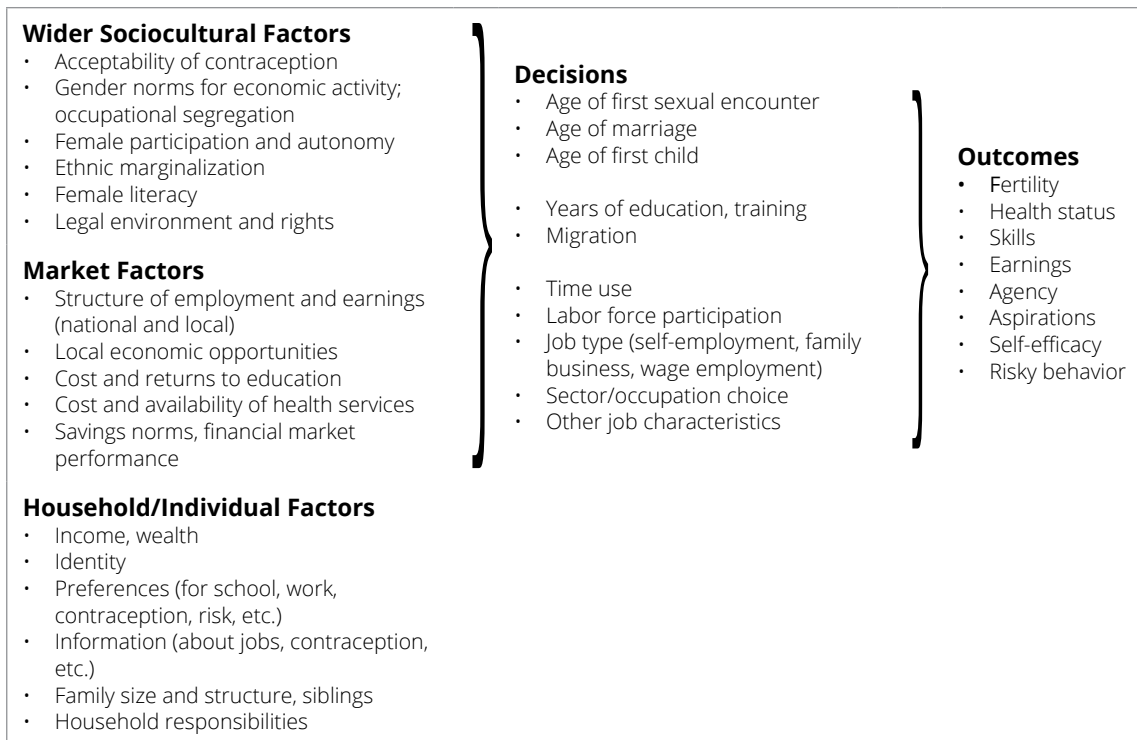 Wider Sociocultural Factors
• Acceptability of contraception
• Gender norms for economic activity;
occupational segregation
• Female participation and autonomy
• Ethnic marginalization
• Female literacy
• Legal environment and rights
Market Factors
• Structure of employment and earnings
(national and local)
• Local economic opportunities
• Cost and returns to education
• Cost and availability of health services
• Savings norms, financial market
performance
Household/Individual Factors
• Income, wealth
• Identity
• Preferences (for school, work,
contraception, risk, etc.)
• Information (about jobs, contraception,
etc.)
• Family size and structure, siblings
• Household responsibilities
Decisions
• Age of first sexual encounter
• Age of marriage
• Age of first child
• Years of education, training
• Migration
• Time use
• Labor force participation
• Job type (self-employment, family
business, wage employment)
• Sector/occupation choice
• Other job characteristics
Outcomes
• Fertility
• Health status
• Skills
• Earnings
• Agency
• Aspirations
• Self-efficacy
• Risky behavior